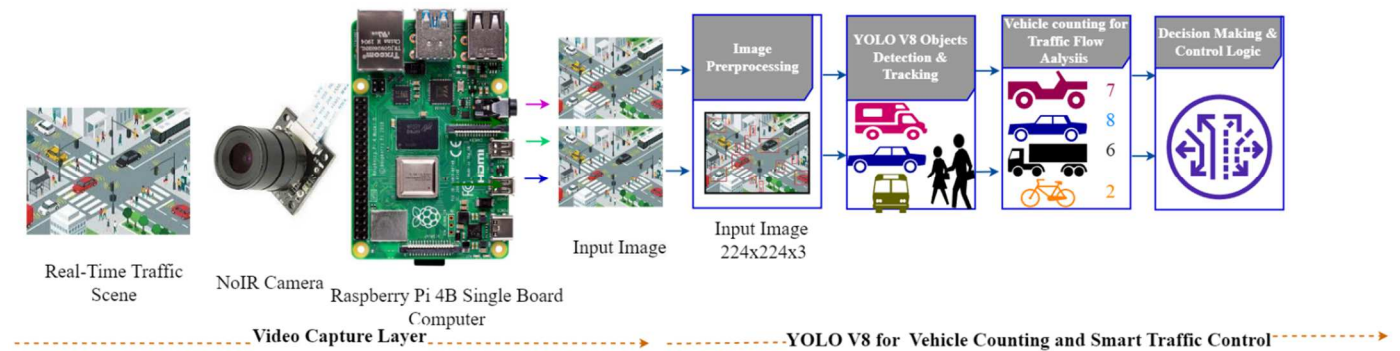 Image
Prerprocessing
YOLO V8 Objects
Detection &
Tracking
Vehicle counting for
Traffic Flow
Aalysiis
Decision Making &
Control Logic
7
8
6
2
HDMI
Real-Time Traffic
Scene
NoIR Camera
Raspberry Pi 4B Single Board
Computer
Input Image
Input Image
224x224x3
Video Capture Layer
YOLO V8 for Vehicle Counting and Smart Traffic Control